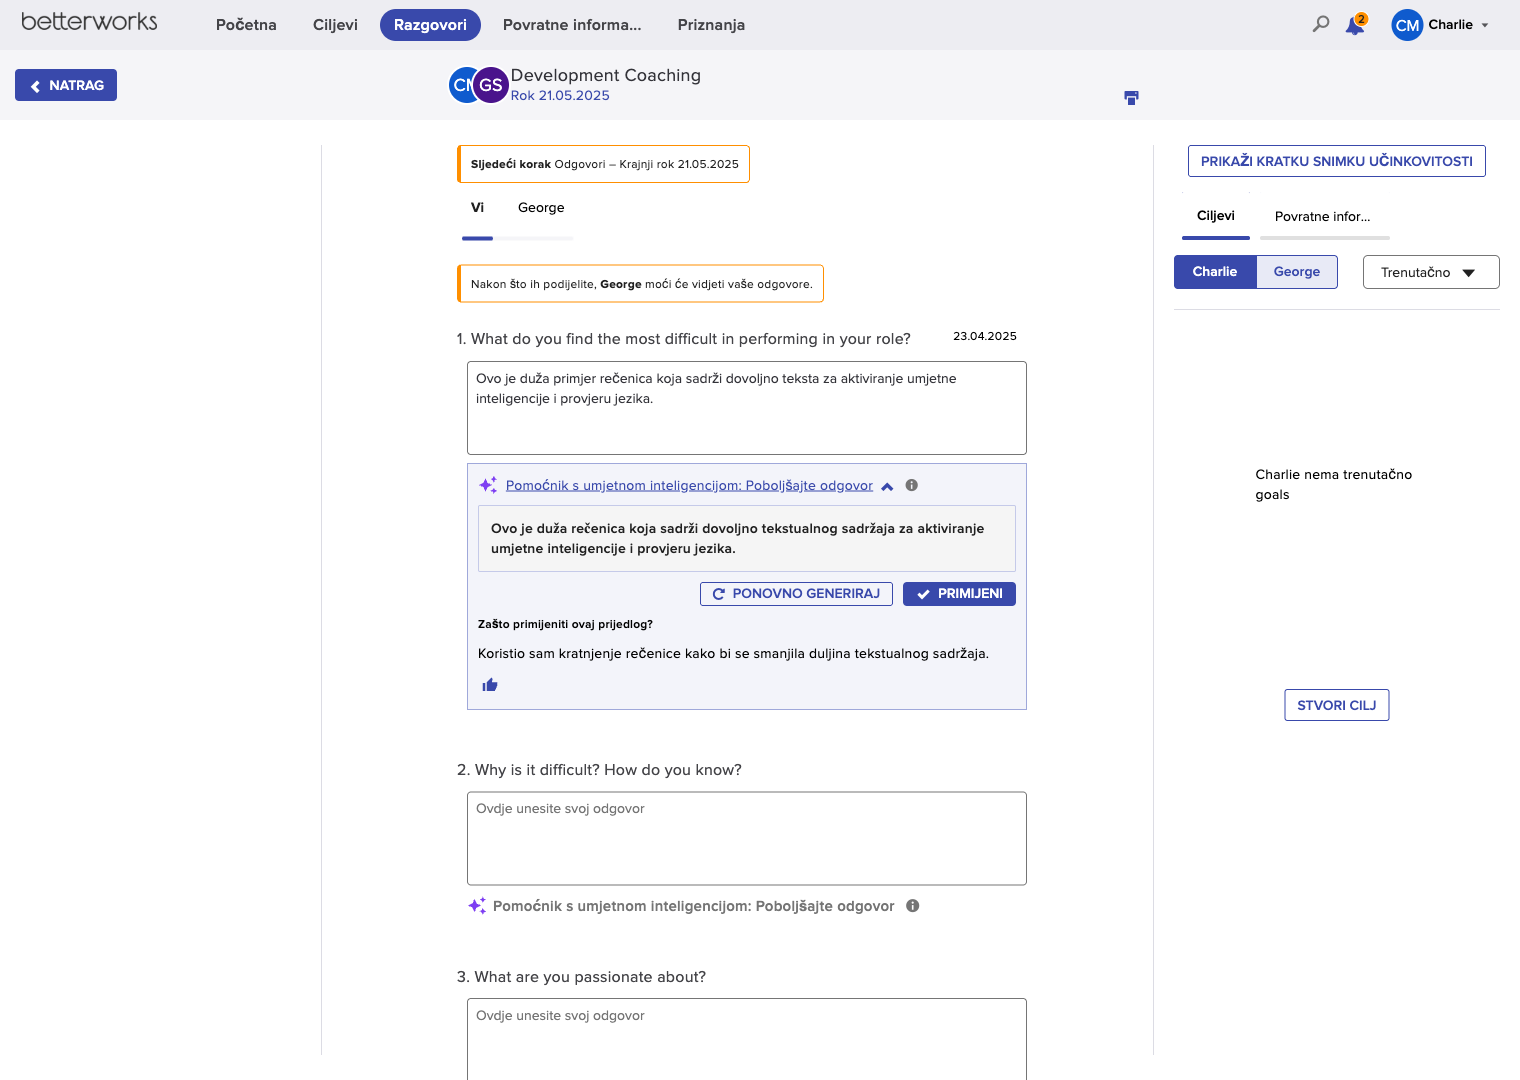 betterworks
Početna
Ciljevi
Razgovori
Povratne informa...
Priznanja
2
CM
Charlie
NATRAG
GS
Development Coaching
Rok 21.05.2025
Sljedeći korak Odgovori – Krajnji rok 21.05.2025
Vi
George
Nakon što ih podijelite, George moći će vidjeti vaše odgovore.
1. What do you find the most difficult in performing in your role?
23.04.2025
Ovo je duža primjer rečenica koja sadrži dovoljno teksta za aktiviranje umjetne
inteligencije i provjeru jezika.
Pomoćnik s umjetnom inteligencijom: Poboljšajte odgovor
Ovo je duža rečenica koja sadrži dovoljno tekstualnog sadržaja za aktiviranje
umjetne inteligencije i provjeru jezika.
PONOVNO GENERIRAJ
PRIMIJENI
Zašto primijeniti ovaj prijedlog?
Koristio sam kratnjenje rečenice kako bi se smanjila duljina tekstualnog sadržaja.
2. Why is it difficult? How do you know?
Ovdje unesite svoj odgovor
Pomoćnik s umjetnom inteligencijom: Poboljšajte odgovor
3. What are you passionate about?
Ovdje unesite svoj odgovor
PRIKAŽI KRATKU SNIMKU UČINKOVITOSTI
Ciljevi
Povratne infor...
Charlie
George
Trenutačno
Charlie nema trenutačno
goals
STVORI CILJ